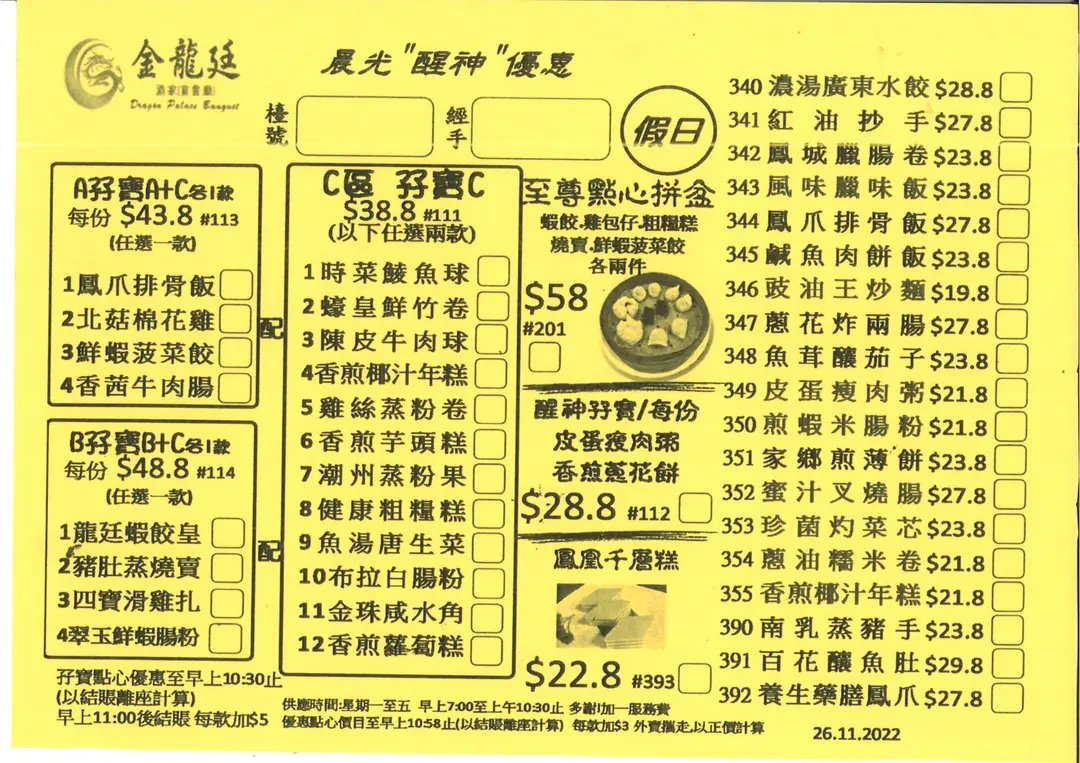 金龍廷
酒家(宴會廳)
Dragon Palace Banquet
晨光"醒神"優惠
檯號
經手
假日
A孖寶A+C各1款
每份 $43.8 #113
(任選一款)
1鳳爪排骨飯
2北菇棉花雞
3鮮蝦菠菜餃
4香茜牛肉腸
配
B孖寶B+C各1款
每份 $48.8 #114
(任選一款)
1龍廷蝦餃皇
2豬肚蒸燒賣
3四寶滑雞扎
4翠玉鮮蝦腸粉
配
C區 孖寶C
$38.8 #111
(以下任選兩款)
1時菜鯪魚球
2蠔皇鮮竹卷
3陳皮牛肉球
4香煎椰汁年糕
5雞絲蒸粉卷
6香煎芋頭糕
7潮州蒸粉果
8健康粗糧糕
9魚湯唐生菜
10布拉白腸粉
11金珠咸水角
12香煎蘿蔔糕
至尊點心拼盆
蝦餃.雞包仔.粗糧糕
燒賣.鮮蝦菠菜餃
各兩件
$58
#201
醒神孖寶/每份
皮蛋瘦肉粥
香煎蔥花餅
$28.8 #112
鳳凰千層糕
$22.8 #393
340 濃湯廣東水餃 $28.8
341 紅油抄手 $27.8
342 鳳城臘腸卷 $23.8
343 風味臘味飯 $23.8
344 鳳爪排骨飯 $27.8
345 鹹魚肉餅飯 $23.8
346 豉油王炒麵 $19.8
347 蔥花炸兩腸 $27.8
348 魚茸釀茄子 $23.8
349 皮蛋瘦肉粥 $21.8
350 煎蝦米腸粉 $21.8
351 家鄉煎薄餅 $23.8
352 蜜汁叉燒腸 $27.8
353 珍菌灼菜芯 $23.8
354 蔥油糯米卷 $21.8
355 香煎椰汁年糕 $21.8
390 南乳蒸豬手 $23.8
391 百花釀魚肚 $29.8
392 養生藥膳鳳爪 $27.8
孖寶點心優惠至早上10:30止
(以結賬離座計算)
早上11:00後結賬 每款加$5
供應時間:星期一至五 早上7:00至上午10:30止 多謝!加一服務費
優惠點心價目至早上10:58止(以結賬離座計算) 每款加$3 外賣攜走,以正價計算
26.11.2022